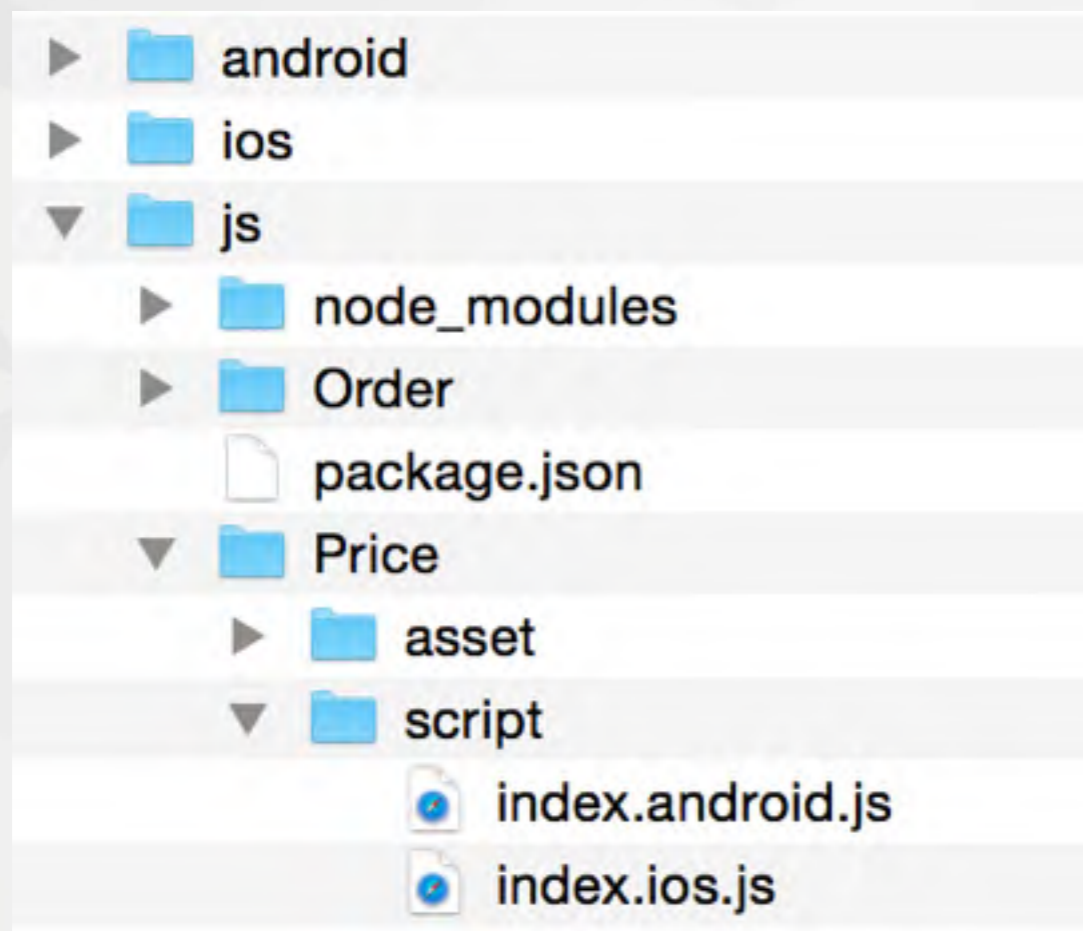 android
ios
js
node_modules
Order
package.json
Price
asset
script
index.android.js
index.ios.js